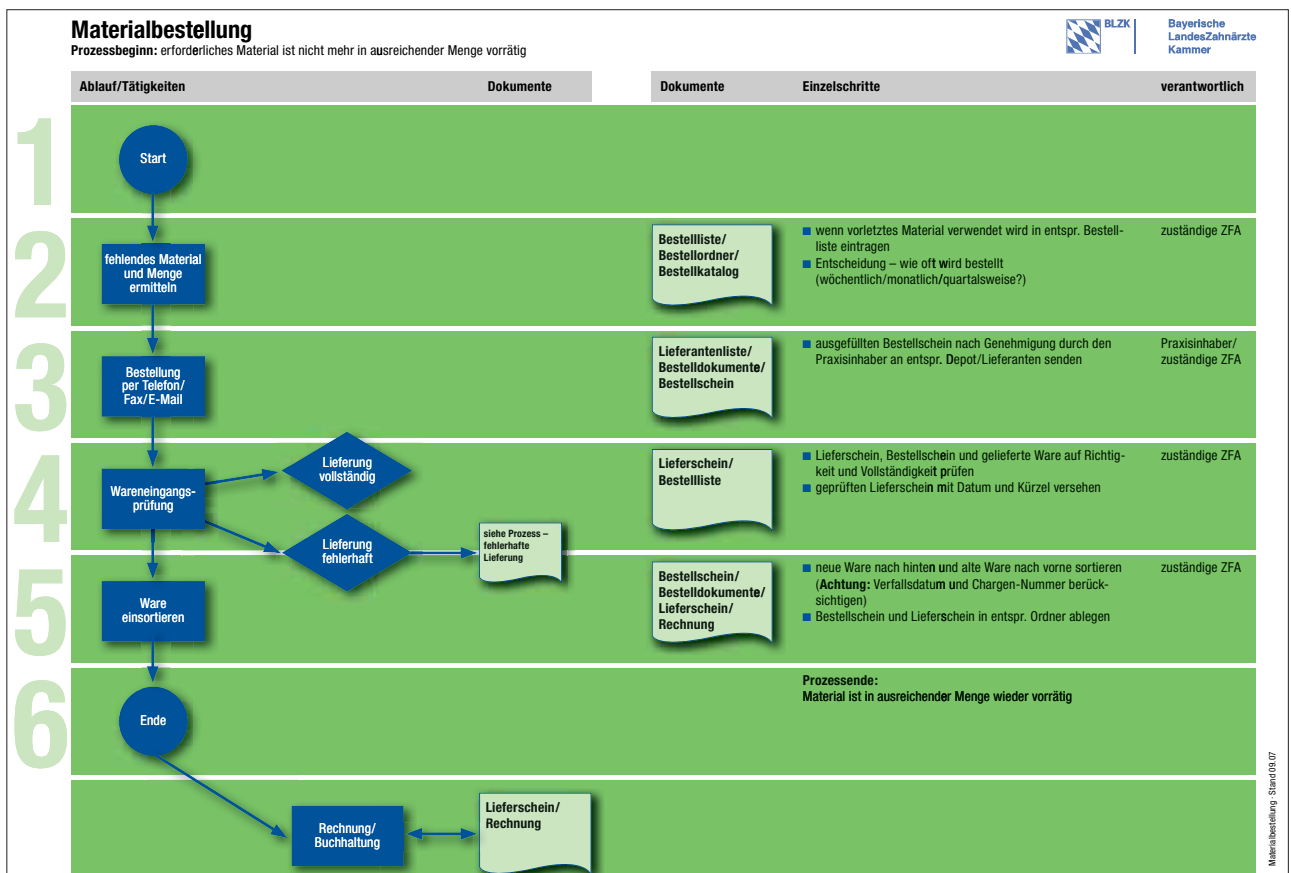 Materialbestellung
Prozessbeginn: erforderliches Material ist nicht mehr in ausreichender Menge vorrätig
BLZK
Bayerische
LandesZahnärzte
Kammer
Ablauf/Tätigkeiten
Dokumente
Dokumente
Einzelschritte
verantwortlich
1
Start
2
fehlendes Material
und Menge
ermitteln
Bestellliste/
Bestellordner/
Bestellkatalog
■ wenn vorletztes Material verwendet wird in entspr. Bestell-
liste eintragen
■ Entscheidung – wie oft wird bestellt
(wöchentlich/monatlich/quartalsweise?)
zuständige ZFA
3
Bestellung
per Telefon/
Fax/E-Mail
Lieferantenliste/
Bestelldokumente/
Bestellschein
■ ausgefüllten Bestellschein nach Genehmigung durch den
Praxisinhaber an entspr. Depot/Lieferanten senden
Praxisinhaber/
zuständige ZFA
4
Wareneingangs-
prüfung
Lieferung
vollständig
Lieferung
fehlerhaft
siehe Prozess –
fehlerhafte
Lieferung
Lieferschein/
Bestellliste
■ Lieferschein, Bestellschein und gelieferte Ware auf Richtig-
keit und Vollständigkeit prüfen
■ geprüften Lieferschein mit Datum und Kürzel versehen
zuständige ZFA
5
Ware
einsortieren
Bestellschein/
Bestelldokumente/
Lieferschein/
Rechnung
■ neue Ware nach hinten und alte Ware nach vorne sortieren
(Achtung: Verfallsdatum und Chargen-Nummer berück-
sichtigen)
■ Bestellschein und Lieferschein in entspr. Ordner ablegen
zuständige ZFA
6
Ende
Prozessende:
Material ist in ausreichender Menge wieder vorrätig
Rechnung/
Buchhaltung
Lieferschein/
Rechnung
Materialbestellung · Stand 09.07